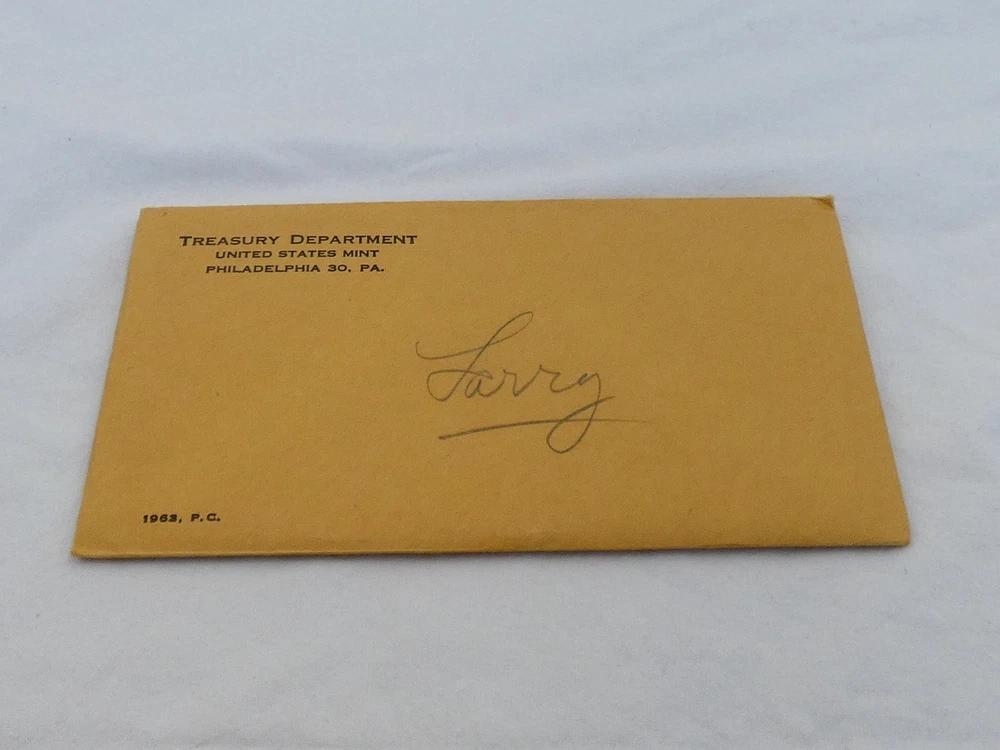 TREASURY DEPARTMENT
UNITED STATES MINT
PHILADELPHIA 30, PA.
Larry
1963, P.C.